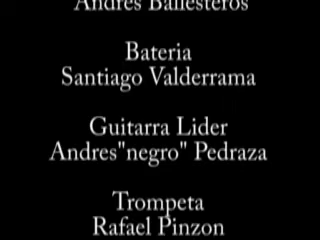 Andres Ballesteros
Bateria
Santiago Valderrama
Guitarra Lider
Andres"negro" Pedraza
Trompeta
Rafael Pinzon